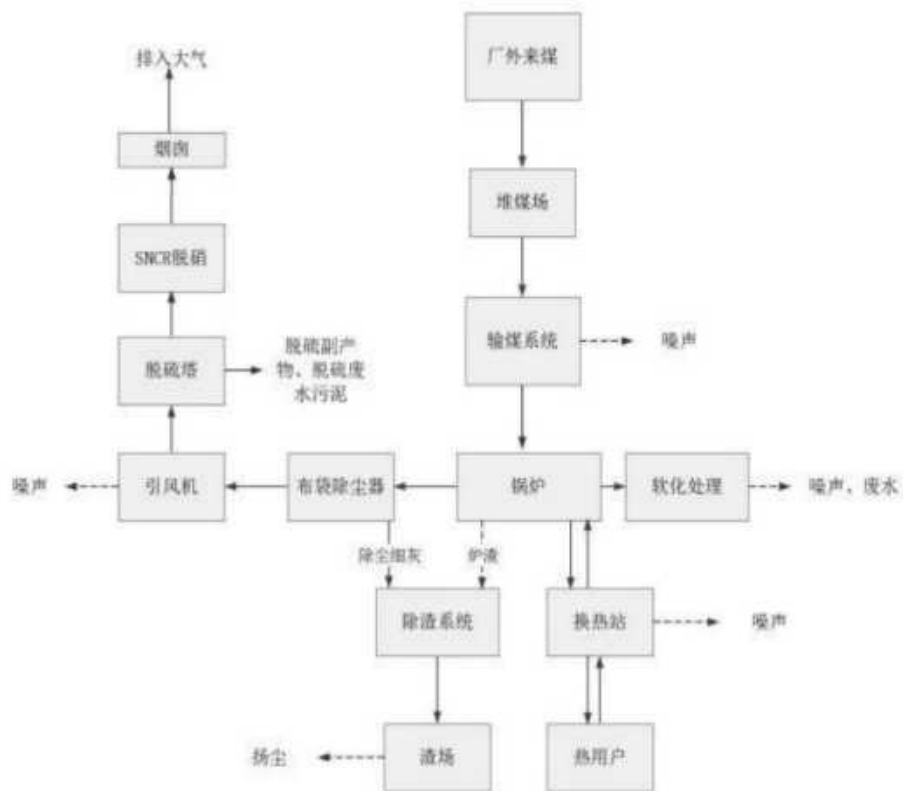 排入大气
厂外来煤
烟囱
堆煤场
SNCR脱硝
输煤系统
噪声
脱硫塔
脱硫副产
物、脱硫废
水污泥
噪声
引风机
布袋除尘器
锅炉
软化处理
噪声、废水
除尘细灰
炉渣
除渣系统
换热站
噪声
扬尘
渣场
热用户